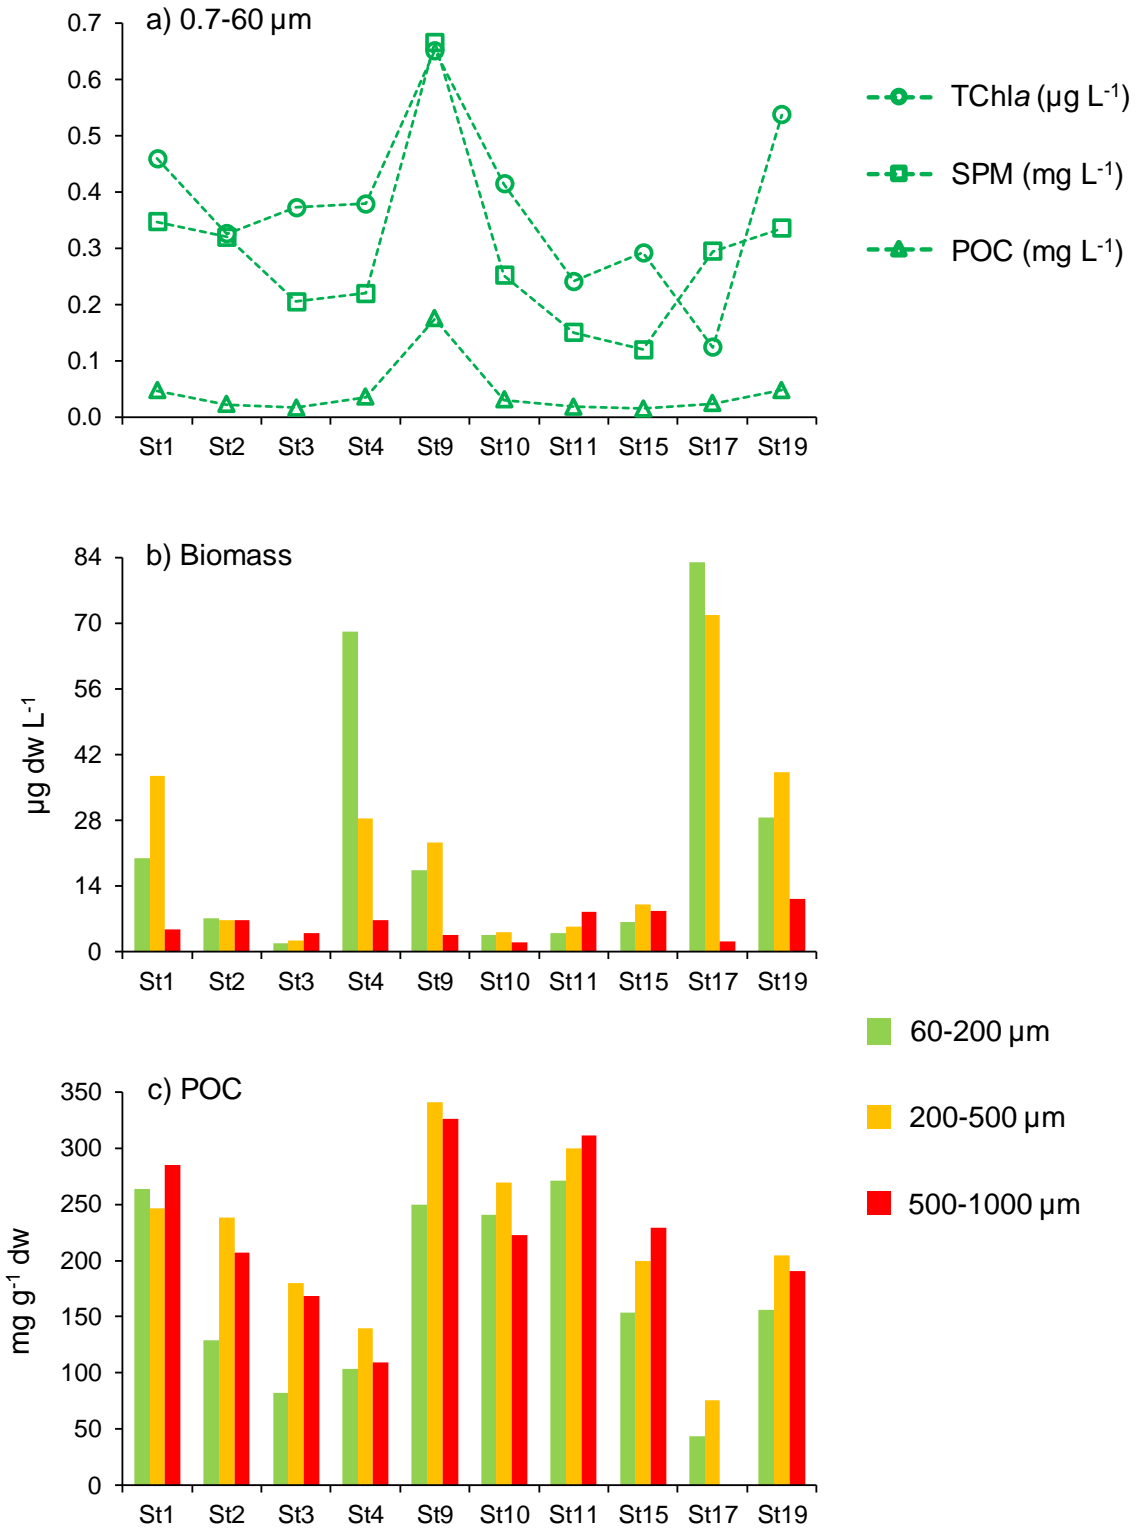 a) 0.7-60 µm
0.7
0.6
0.5
0.4
0.3
0.2
0.1
0.0
St1 St2 St3 St4 St9 St10 St11 St15 St17 St19
TChla (µg L-1)
SPM (mg L-1)
POC (mg L-1)
b) Biomass
µg dw L-1
84
70
56
42
28
14
0
St1 St2 St3 St4 St9 St10 St11 St15 St17 St19
60-200 µm
200-500 µm
500-1000 µm
c) POC
mg g-1 dw
350
300
250
200
150
100
50
0
St1 St2 St3 St4 St9 St10 St11 St15 St17 St19